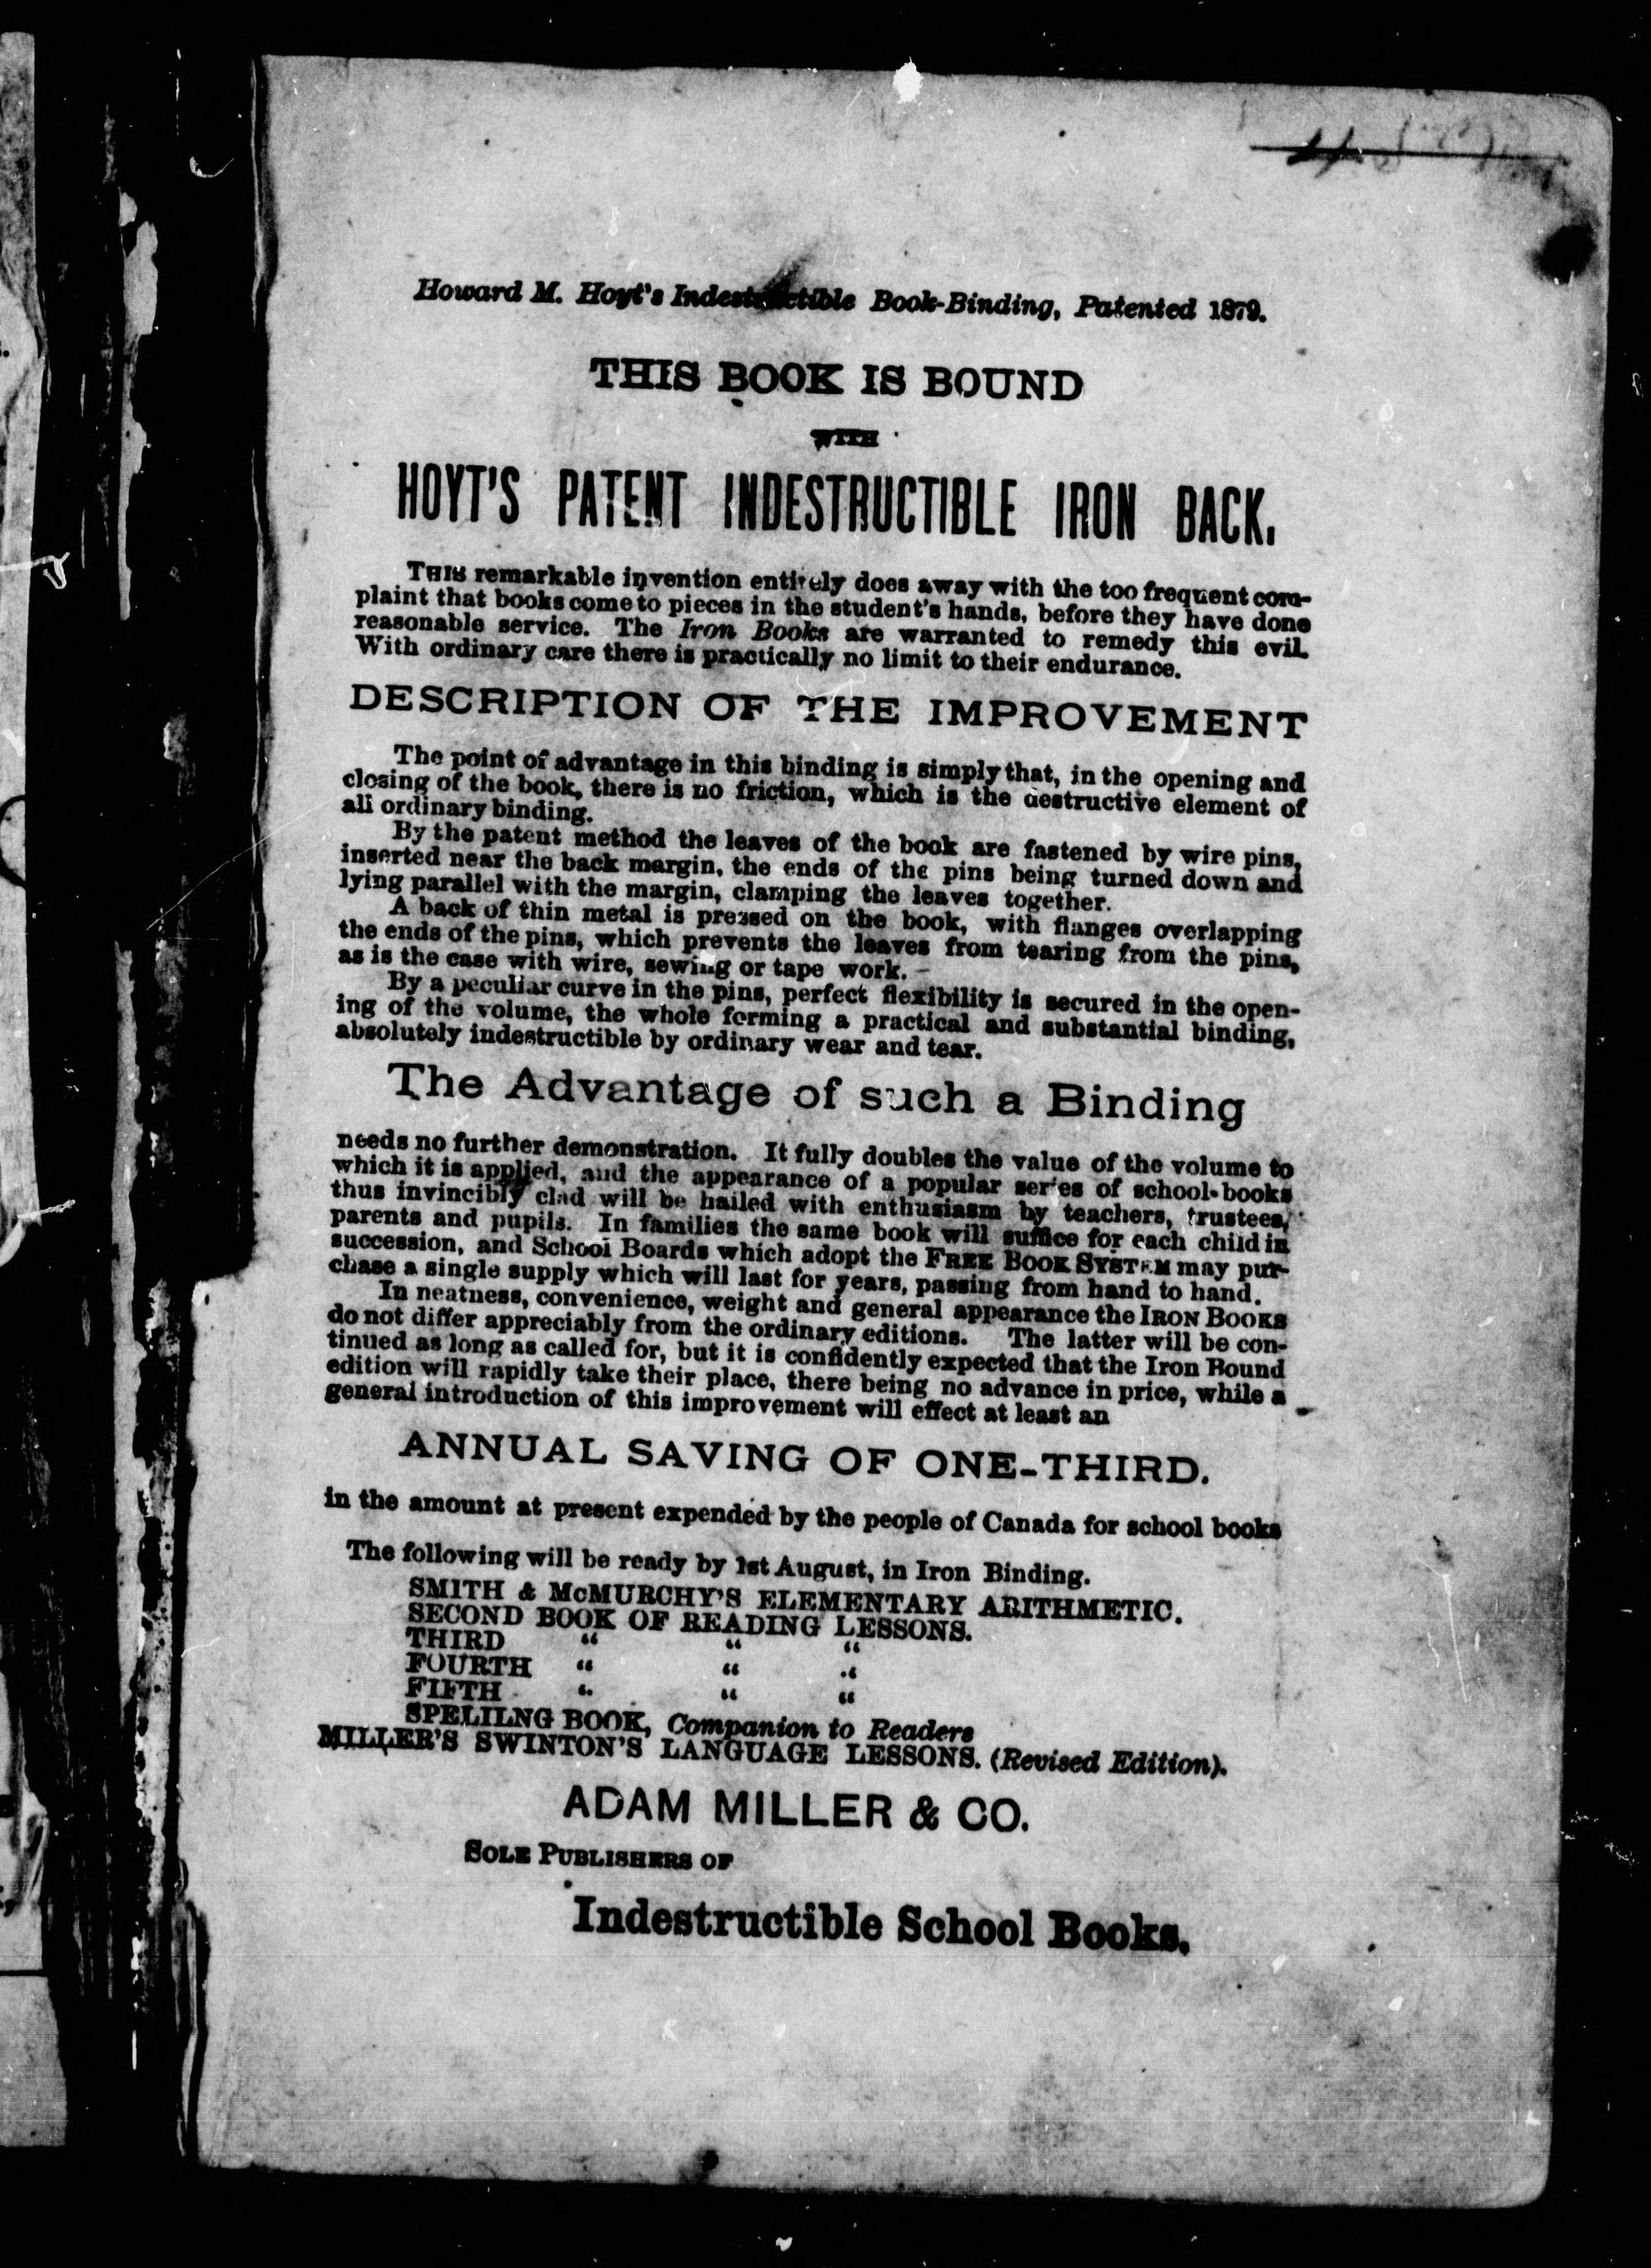 Howard M. Hoyt's Indestructible Book-Binding, Patented 1879.
THIS BOOK IS BOUND
WITH
HOYT'S PATENT INDESTRUCTIBLE IRON BACK.
THIS remarkable invention entirely does away with the too frequent com-
plaint that books come to pieces in the student's hands, before they have done
reasonable service. The Iron Books are warranted to remedy this evil.
With ordinary care there is practically no limit to their endurance.
DESCRIPTION OF THE IMPROVEMENT
The point of advantage in this binding is simply that, in the opening and
closing of the book, there is no friction, which is the destructive element of
all ordinary binding.
By the patent method the leaves of the book are fastened by wire pins,
inserted near the back margin, the ends of the pins being turned down and
lying parallel with the margin, clamping the leaves together.
A back of thin metal is pressed on the book, with flanges overlapping
the ends of the pins, which prevents the leaves from tearing from the pins,
as is the case with wire, sewing or tape work.
By a peculiar curve in the pins, perfect flexibility is secured in the open-
ing of the volume, the whole forming a practical and substantial binding,
absolutely indestructible by ordinary wear and tear.
The Advantage of such a Binding
needs no further demonstration. It fully doubles the value of the volume to
which it is applied, and the appearance of a popular series of school-books
thus invincibly clad will be hailed with enthusiasm by teachers, trustees,
parents and pupils. In families the same book will suffice for each child in
succession, and School Boards which adopt the FREE BOOK SYSTEM may pur-
chase a single supply which will last for years, passing from hand to hand.
In neatness, convenience, weight and general appearance the IRON BOOKS
do not differ appreciably from the ordinary editions. The latter will be con-
tinued as long as called for, but it is confidently expected that the Iron Bound
edition will rapidly take their place, there being no advance in price, while a
general introduction of this improvement will effect at least an
ANNUAL SAVING OF ONE-THIRD.
in the amount at present expended by the people of Canada for school books
The following will be ready by 1st August, in Iron Binding.
SMITH & McMURCHY'S ELEMENTARY ARITHMETIC.
SECOND BOOK OF READING LESSONS.
THIRD " " "
FOURTH " " "
FIFTH " " "
SPELILNG BOOK, Companion to Readers
MILLER'S SWINTON'S LANGUAGE LESSONS. (Revised Edition).
ADAM MILLER & CO.
SOLE PUBLISHERS OF
Indestructible School Books.